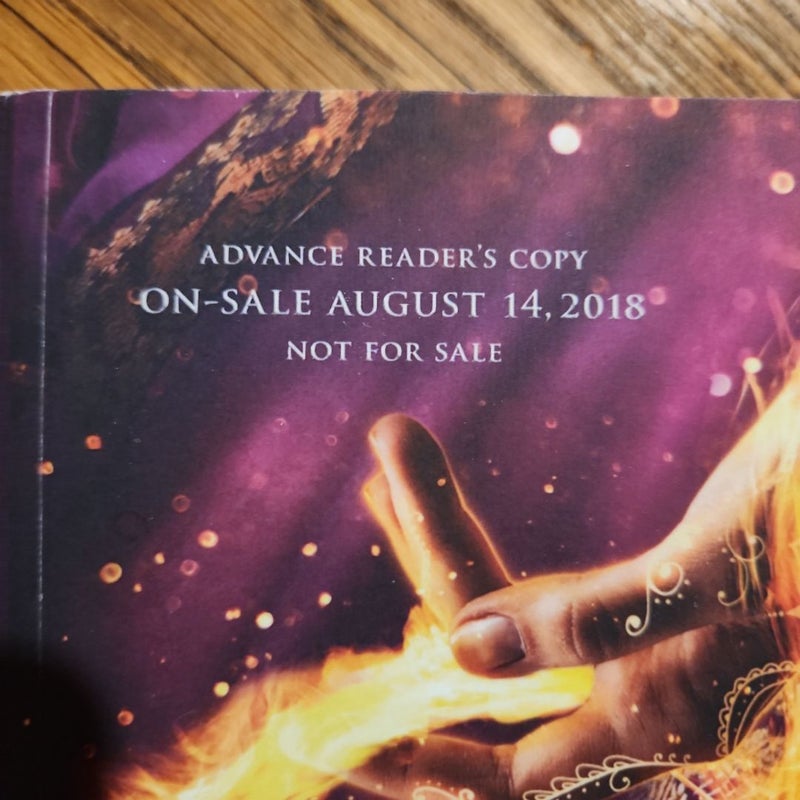 ADVANCE READER'S COPY
ON-SALE AUGUST 14, 2018
NOT FOR SALE